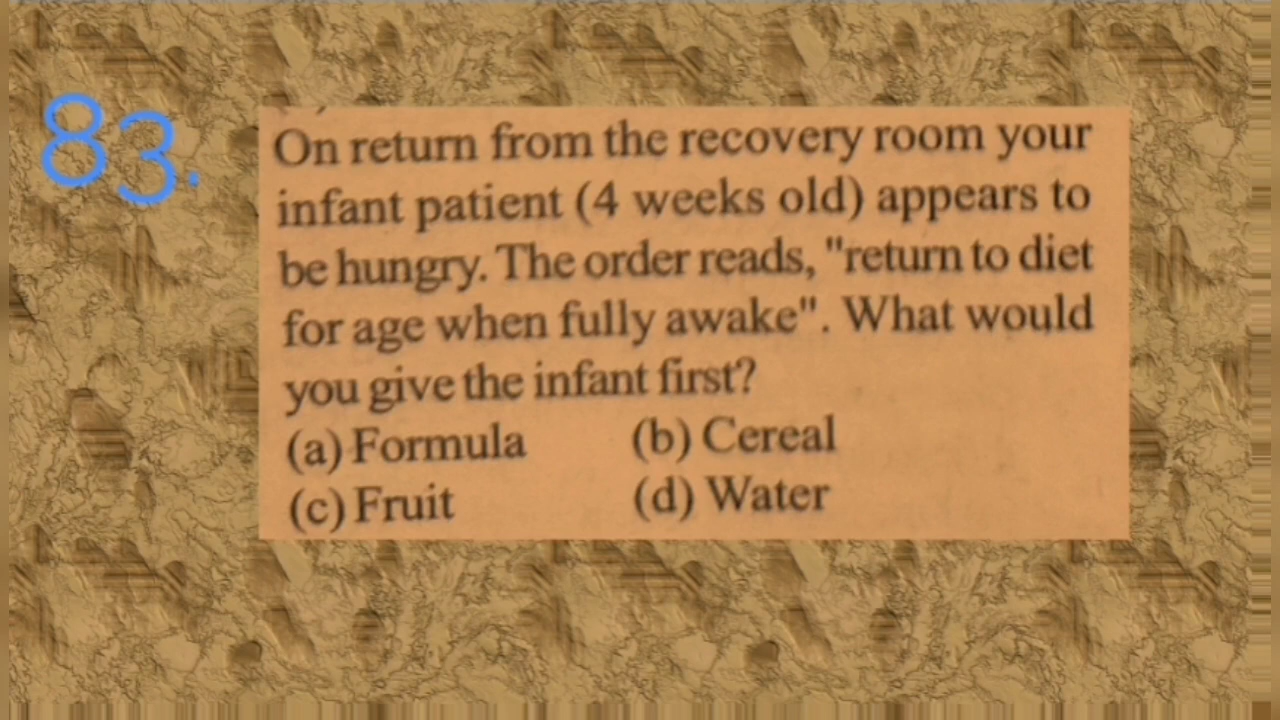 83.
On return from the recovery room your
infant patient (4 weeks old) appears to
be hungry. The order reads, "return to diet
for age when fully awake". What would
you give the infant first?
(a) Formula (b) Cereal
(c) Fruit (d) Water